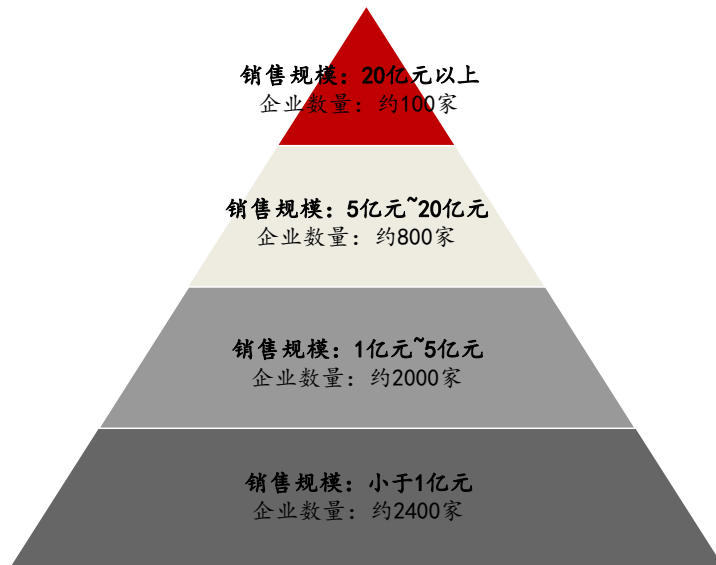 销售规模：20亿元以上
企业数量：约100家
销售规模：5亿元~20亿元
企业数量：约800家
销售规模：1亿元~5亿元
企业数量：约2000家
销售规模：小于1亿元
企业数量：约2400家